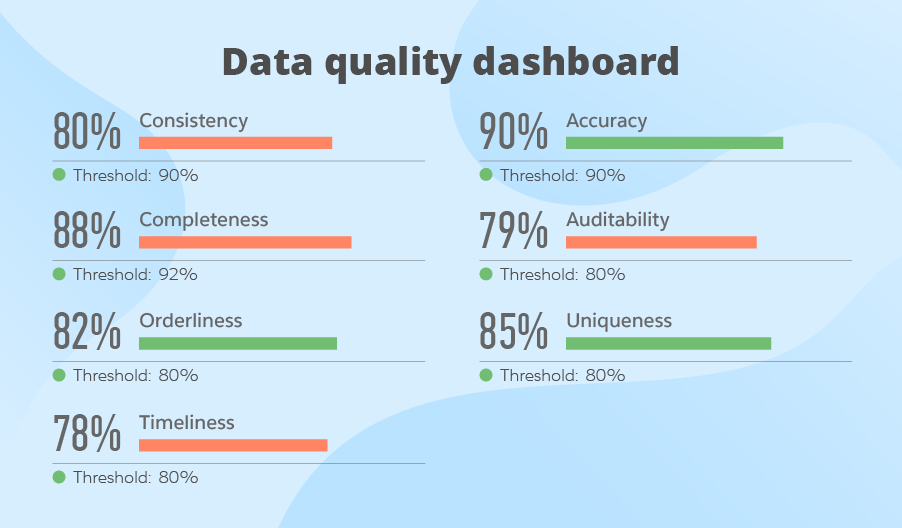 Data quality dashboard
80% Consistency
Threshold: 90%
88% Completeness
Threshold: 92%
82% Orderliness
Threshold: 80%
78% Timeliness
Threshold: 80%
90% Accuracy
Threshold: 90%
79% Auditability
Threshold: 80%
85% Uniqueness
Threshold: 80%